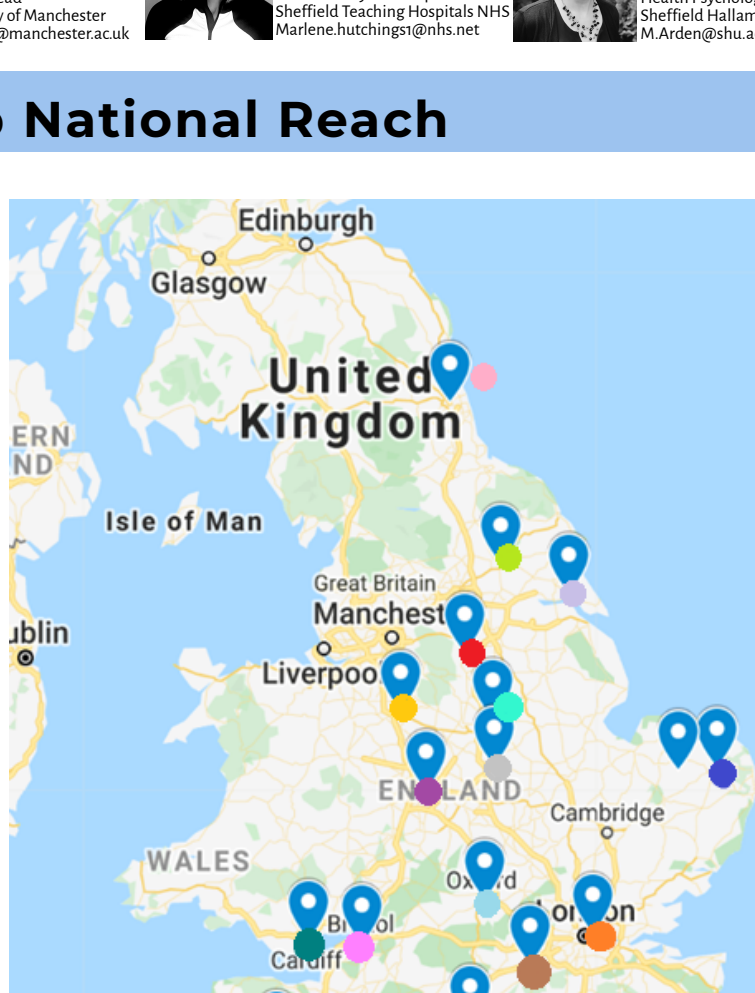 y of Manchester
@manchester.ac.uk
Sheffield Teaching Hospitals NHS
Marlene.hutchings1@nhs.net
Sheffield Hallam
M.Arden@shu.a
National Reach
Edinburgh
Glasgow
United
Kingdom
ERN
ND
Isle of Man
Great Britain
Manchest
ublin
Liverpoo
ENGLAND
Cambridge
WALES
Oxford
London
Bristol
Cardiff